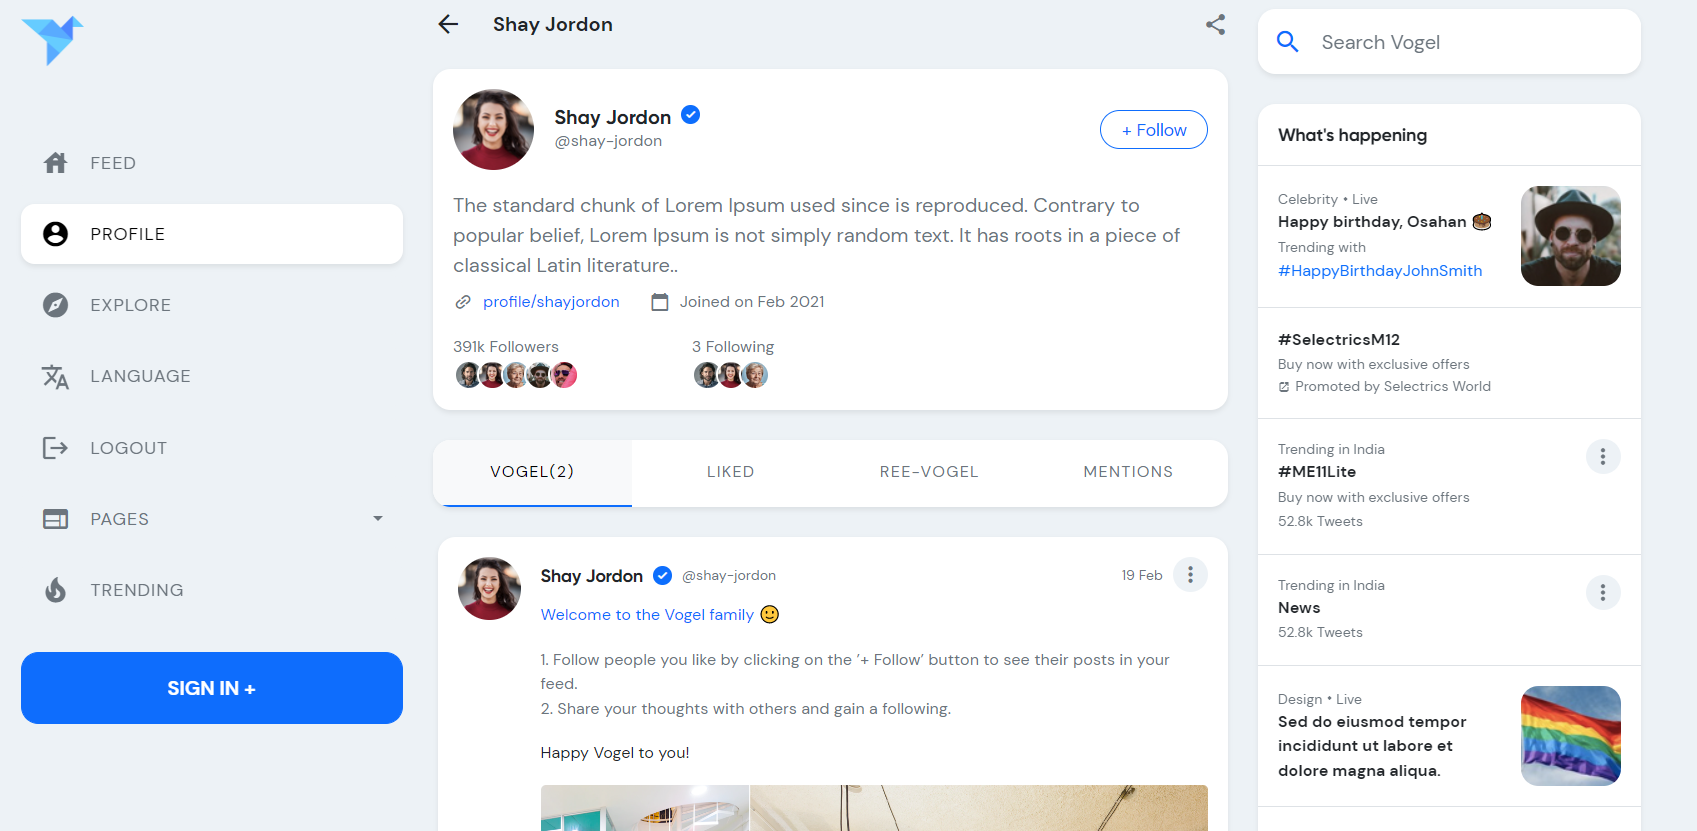 FEED
PROFILE
EXPLORE
LANGUAGE
LOGOUT
PAGES
TRENDING
SIGN IN +
Shay Jordon
Shay Jordon
@shay-jordon
+ Follow
The standard chunk of Lorem Ipsum used since is reproduced. Contrary to
popular belief, Lorem Ipsum is not simply random text. It has roots in a piece of
classical Latin literature..
profile/shayjordon
Joined on Feb 2021
391k Followers
3 Following
VOGEL(2)
LIKED
REE-VOGEL
MENTIONS
Shay Jordon @shay-jordon
19 Feb
Welcome to the Vogel family 🙂
1. Follow people you like by clicking on the ’+ Follow’ button to see their posts in your
feed.
2. Share your thoughts with others and gain a following.
Happy Vogel to you!
Search Vogel
What's happening
Celebrity • Live
Happy birthday, Osahan 🎂
Trending with
#HappyBirthdayJohnSmith
#SelectricsM12
Buy now with exclusive offers
Promoted by Selectrics World
Trending in India
#ME11Lite
Buy now with exclusive offers
52.8k Tweets
Trending in India
News
52.8k Tweets
Design • Live
Sed do eiusmod tempor
incididunt ut labore et
dolore magna aliqua.